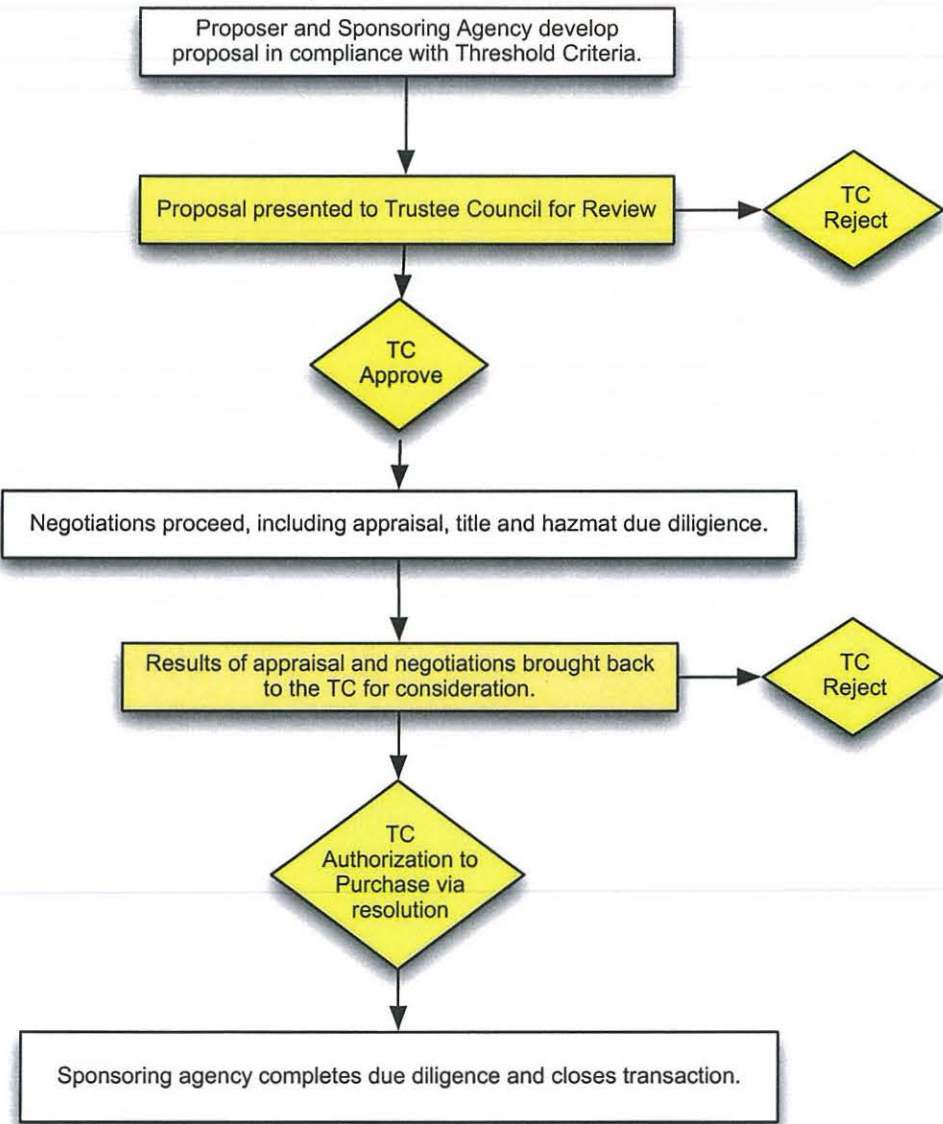 Proposer and Sponsoring Agency develop
proposal in compliance with Threshold Criteria.
Proposal presented to Trustee Council for Review
TC
Reject
TC
Approve
Negotiations proceed, including appraisal, title and hazmat due diligience.
Results of appraisal and negotiations brought back
to the TC for consideration.
TC
Reject
TC
Authorization to
Purchase via
resolution
Sponsoring agency completes due diligence and closes transaction.